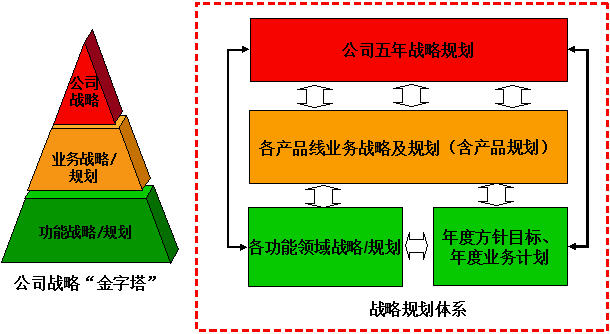 公司
战略
业务战略/
规划
功能战略/规划
公司战略“金字塔”
公司五年战略规划
各产品线业务战略及规划（含产品规划）
各功能领域战略/规划
年度方针目标、
年度业务计划
战略规划体系